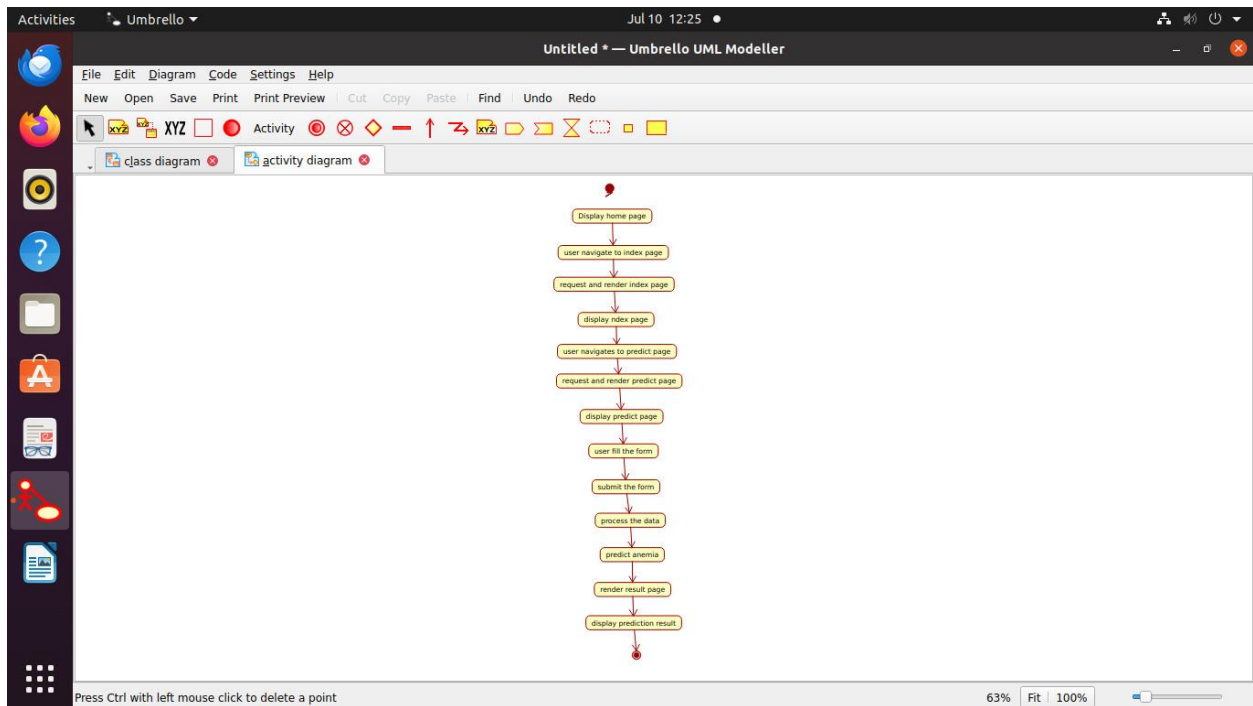 Activities Umbrello Jul 10 12:25
Untitled * — Umbrello UML Modeller
File Edit Diagram Code Settings Help
New Open Save Print Print Preview Cut Copy Paste Find Undo Redo
XYZ XYZ XYZ Activity XYZ
class diagram activity diagram
Display home page
user navigate to index page
request and render index page
display ndex page
user navigates to predict page
request and render predict page
display predict page
user fill the form
submit the form
process the data
predict anemia
render result page
display prediction result
Press Ctrl with left mouse click to delete a point 63% Fit 100%